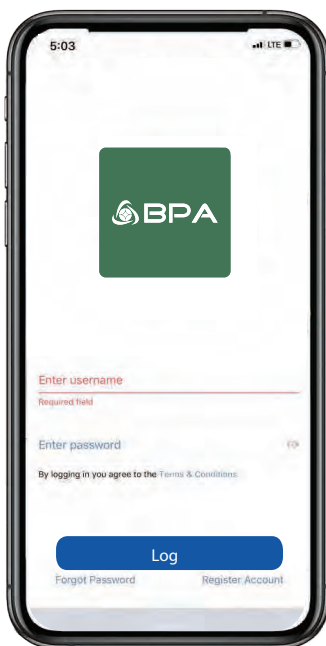 5:03
LTE
BPA
Enter username
Required field
Enter password
By logging in you agree to the Terms & Conditions
Log
Forgot Password Register Account